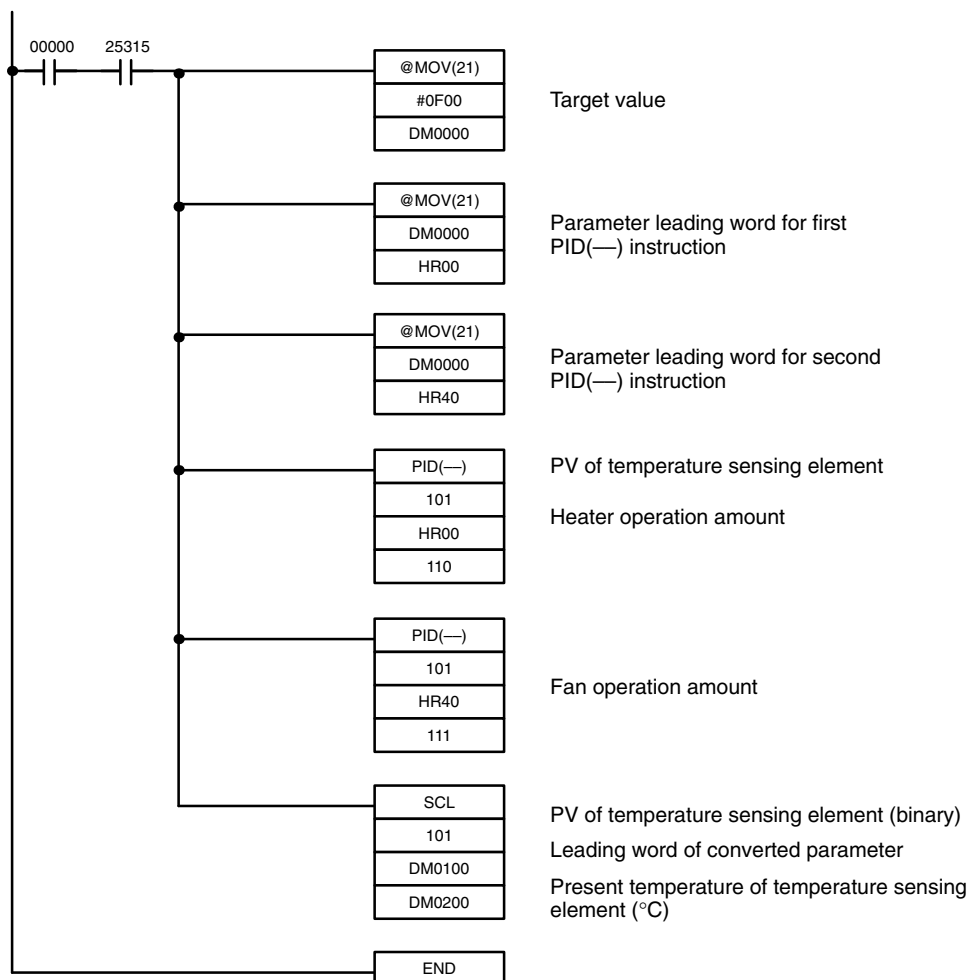 00000 25315
@MOV(21)
#0F00
DM0000
Target value
@MOV(21)
DM0000
HR00
Parameter leading word for first
PID(—) instruction
@MOV(21)
DM0000
HR40
Parameter leading word for second
PID(—) instruction
PID(—)
101
HR00
110
PV of temperature sensing element
Heater operation amount
PID(—)
101
HR40
111
Fan operation amount
SCL
101
DM0100
DM0200
PV of temperature sensing element (binary)
Leading word of converted parameter
Present temperature of temperature sensing
element (°C)
END